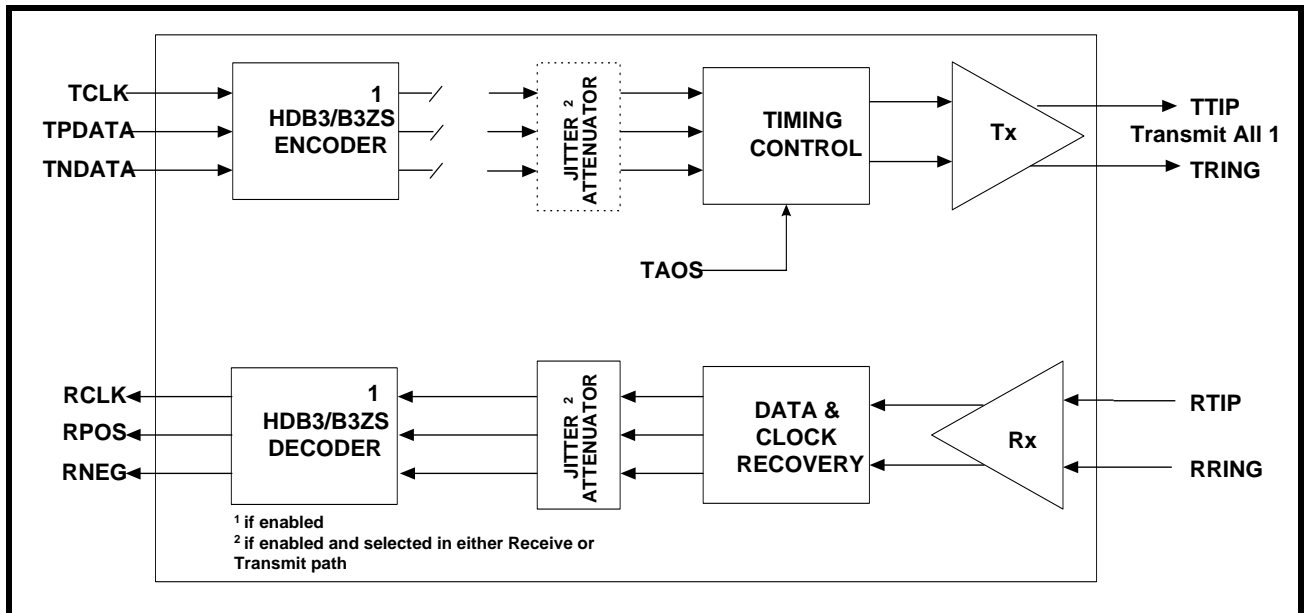 TCLK
TPDATA
TNDATA
1
HDB3/B3ZS
ENCODER
JITTER 2
ATTENUATOR
TIMING
CONTROL
Tx
TTIP
Transmit All 1
TRING
TAOS
RCLK
RPOS
RNEG
1
HDB3/B3ZS
DECODER
JITTER 2
ATTENUATOR
DATA &
CLOCK
RECOVERY
Rx
RTIP
RRING
1 if enabled
2 if enabled and selected in either Receive or
Transmit path